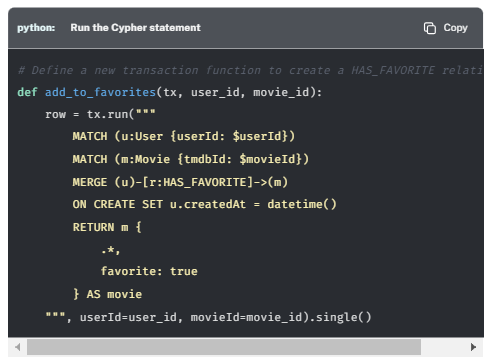 python: Run the Cypher statement Copy
# Define a new transaction function to create a HAS_FAVORITE relati
def add_to_favorites(tx, user_id, movie_id):
    row = tx.run("""
        MATCH (u:User {userId: $userId})
        MATCH (m:Movie {tmdbId: $movieId})
        MERGE (u)-[r:HAS_FAVORITE]->(m)
        ON CREATE SET u.createdAt = datetime()
        RETURN m {
            .*,
            favorite: true
        } AS movie
    """, userId=user_id, movieId=movie_id).single()